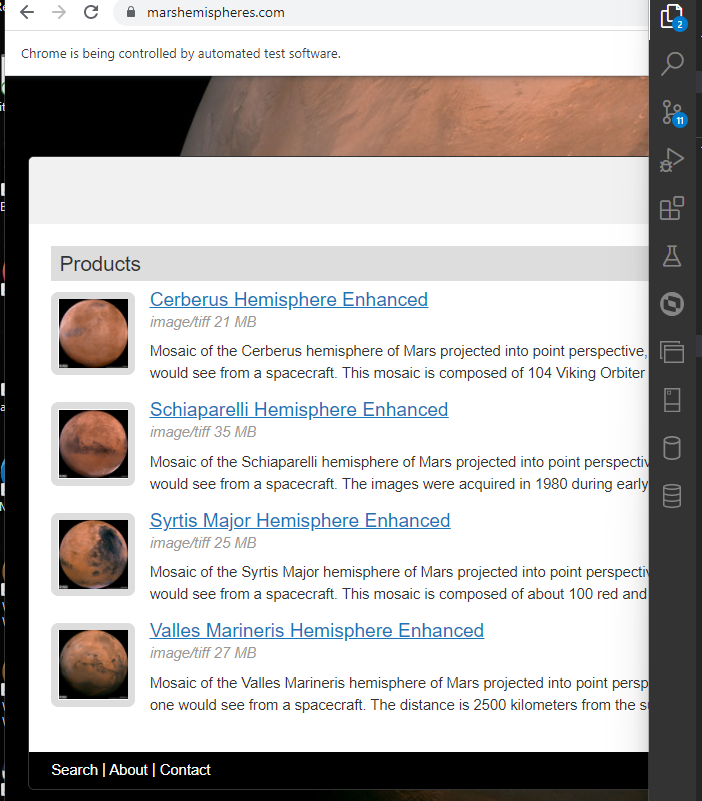 marshemispheres.com
2
Chrome is being controlled by automated test software.
11
Products
Cerberus Hemisphere Enhanced
image/tiff 21 MB
Mosaic of the Cerberus hemisphere of Mars projected into point perspective,
would see from a spacecraft. This mosaic is composed of 104 Viking Orbiter
Schiaparelli Hemisphere Enhanced
image/tiff 35 MB
Mosaic of the Schiaparelli hemisphere of Mars projected into point perspectiv
would see from a spacecraft. The images were acquired in 1980 during early
Syrtis Major Hemisphere Enhanced
image/tiff 25 MB
Mosaic of the Syrtis Major hemisphere of Mars projected into point perspectiv
would see from a spacecraft. This mosaic is composed of about 100 red and
Valles Marineris Hemisphere Enhanced
image/tiff 27 MB
Mosaic of the Valles Marineris hemisphere of Mars projected into point persp
one would see from a spacecraft. The distance is 2500 kilometers from the su
Search | About | Contact